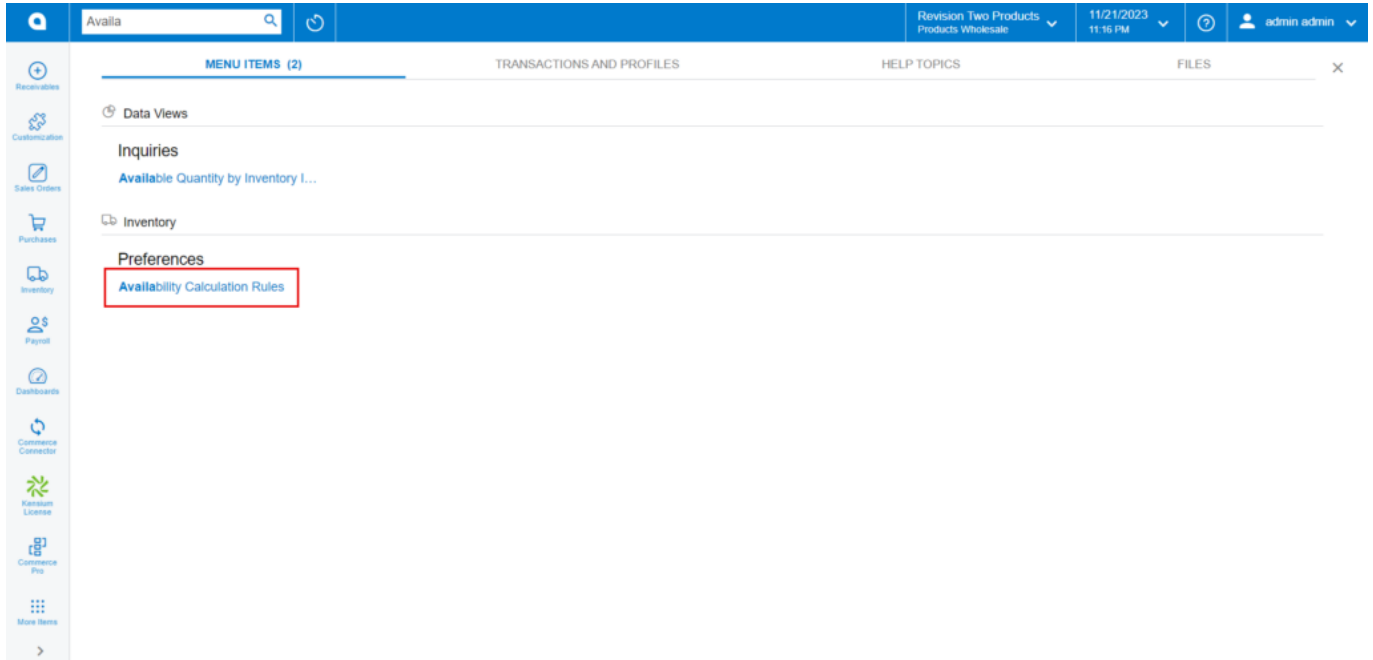 Availa
Revision Two Products
Products Wholesale
11/21/2023
11:16 PM
admin admin
MENU ITEMS (2)
TRANSACTIONS AND PROFILES
HELP TOPICS
FILES
Receivables
Customization
Sales Orders
Purchases
Inventory
Payroll
Dashboards
Commerce
Connector
Kensium
License
Commerce
Pro
More Items
Data Views
Inquiries
Available Quantity by Inventory I...
Inventory
Preferences
Availability Calculation Rules